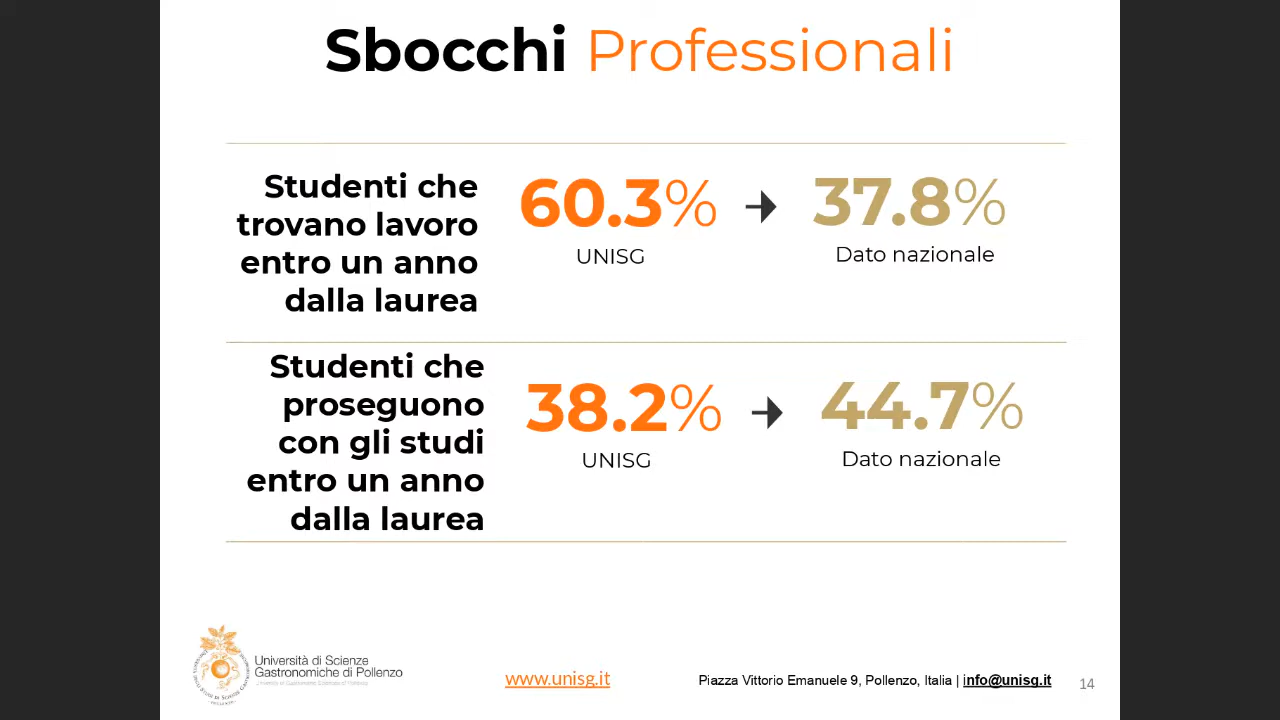 Sbocchi Professionali
Studenti che
trovano lavoro
entro un anno
dalla laurea
60.3%
UNISG
37.8%
Dato nazionale
Studenti che
proseguono
con gli studi
entro un anno
dalla laurea
38.2%
UNISG
44.7%
Dato nazionale
Università di Scienze
Gastronomiche di Pollenzo
www.unisg.it
Piazza Vittorio Emanuele 9, Pollenzo, Italia | info@unisg.it
14